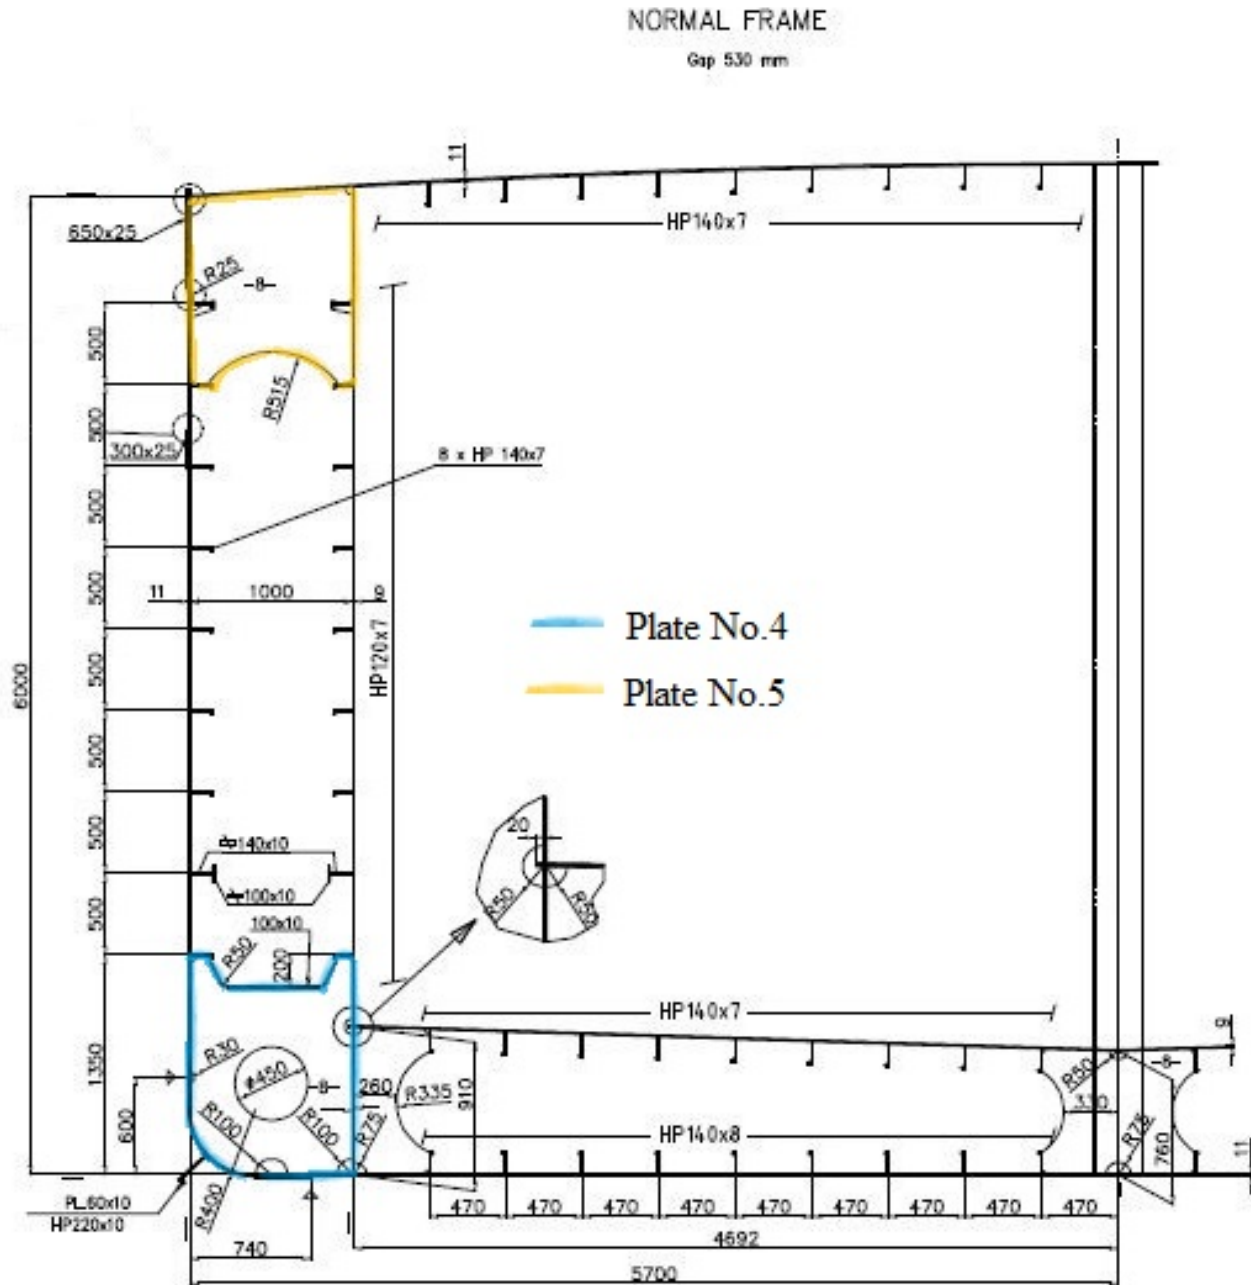 NORMAL FRAME
Gap 530 mm
11
650x25
HP140x7
R25
-8-
500
R515
500
300x25
8 x HP 140x7
500
500
11
1000
9
HP120x7
500
6000
Plate No.4
Plate No.5
500
500
500
140x10
100x10
100x10
R50
200
20
R50
R50
HP140x7
1350
R30
ø450
-8-
260
R335
910
R50
-8-
9
330
600
R100
R100
R75
HP140x8
R75
760
11
R400
PL.60x10
HP220x10
470
470
470
470
470
470
470
470
470
740
4692
5700